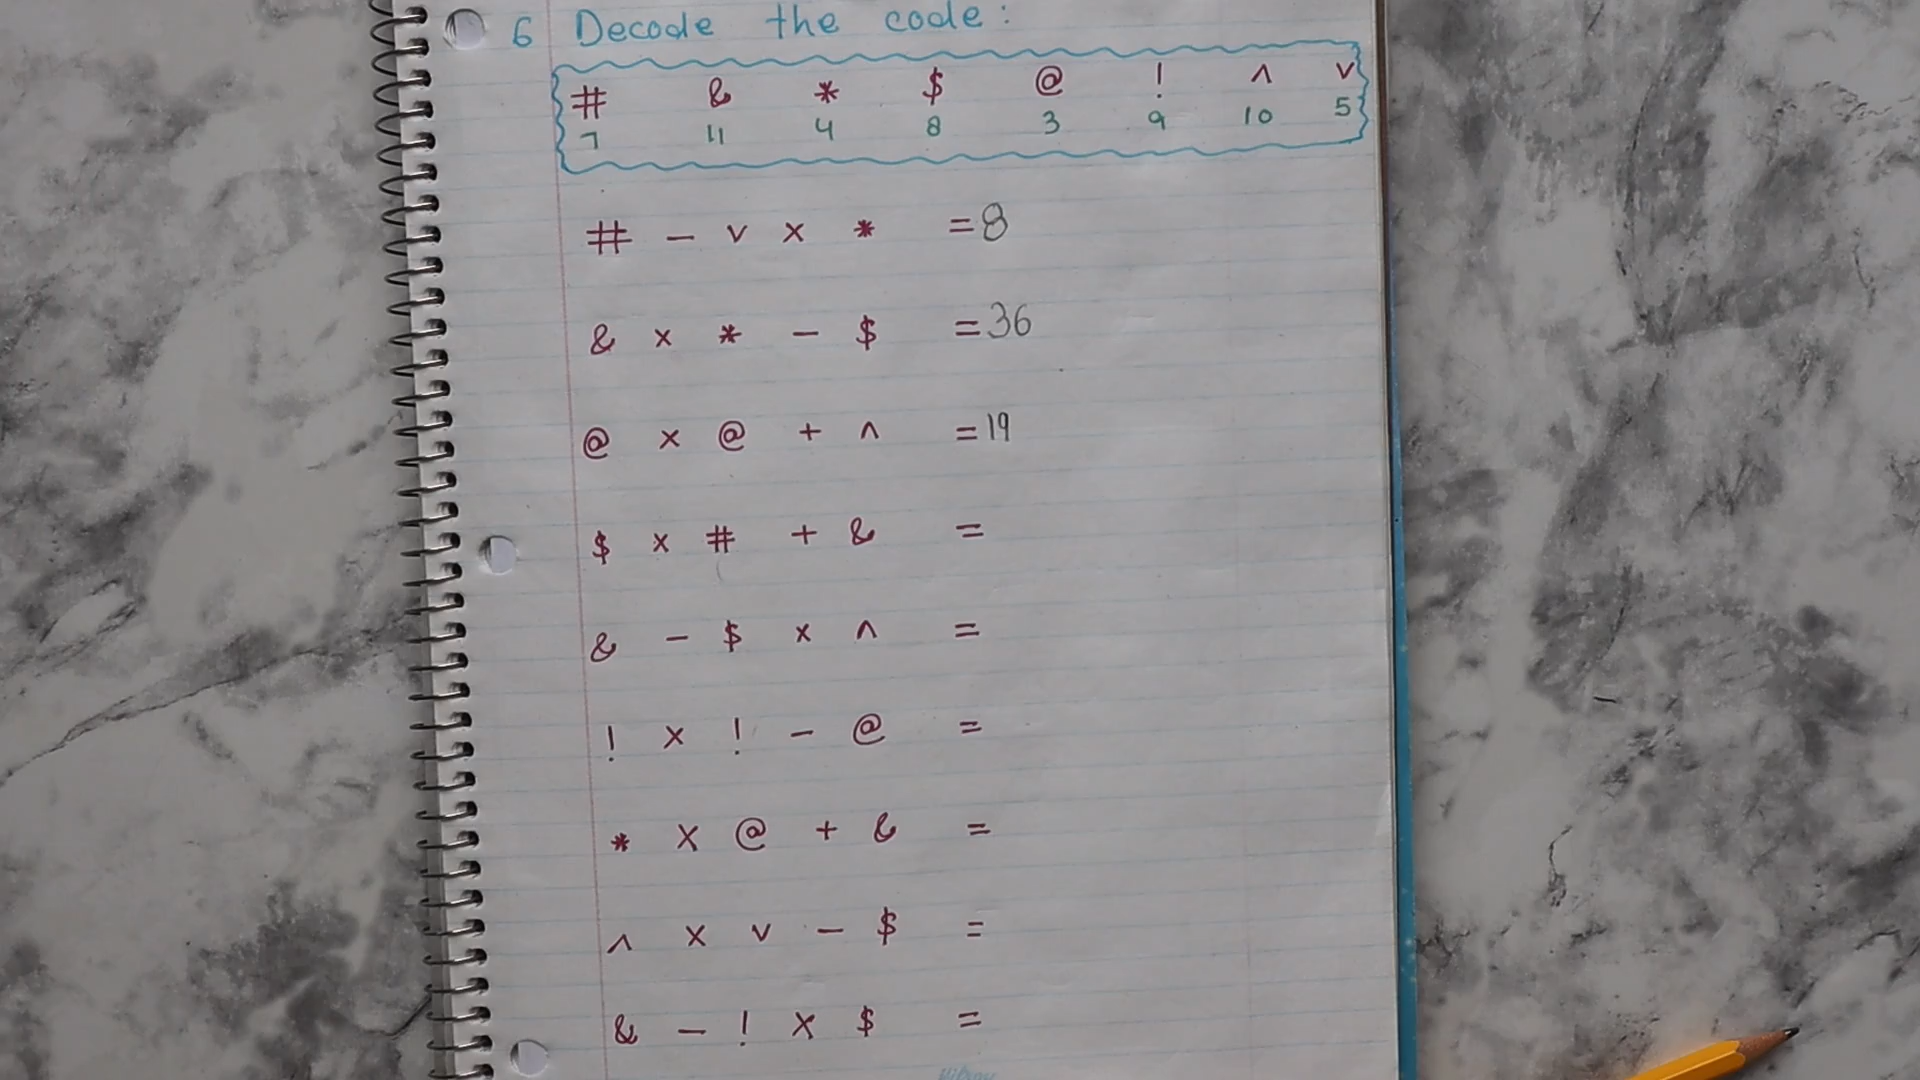 6 Decode the code:
# & * $ @ ! ^ v
7 11 4 8 3 9 10 5
# - v x * = 8
& x * - $ = 36
@ x @ + ^ = 19
$ x # + & =
& - $ x ^ =
! x ! - @ =
* x @ + & =
^ x v - $ =
& - ! x $ =